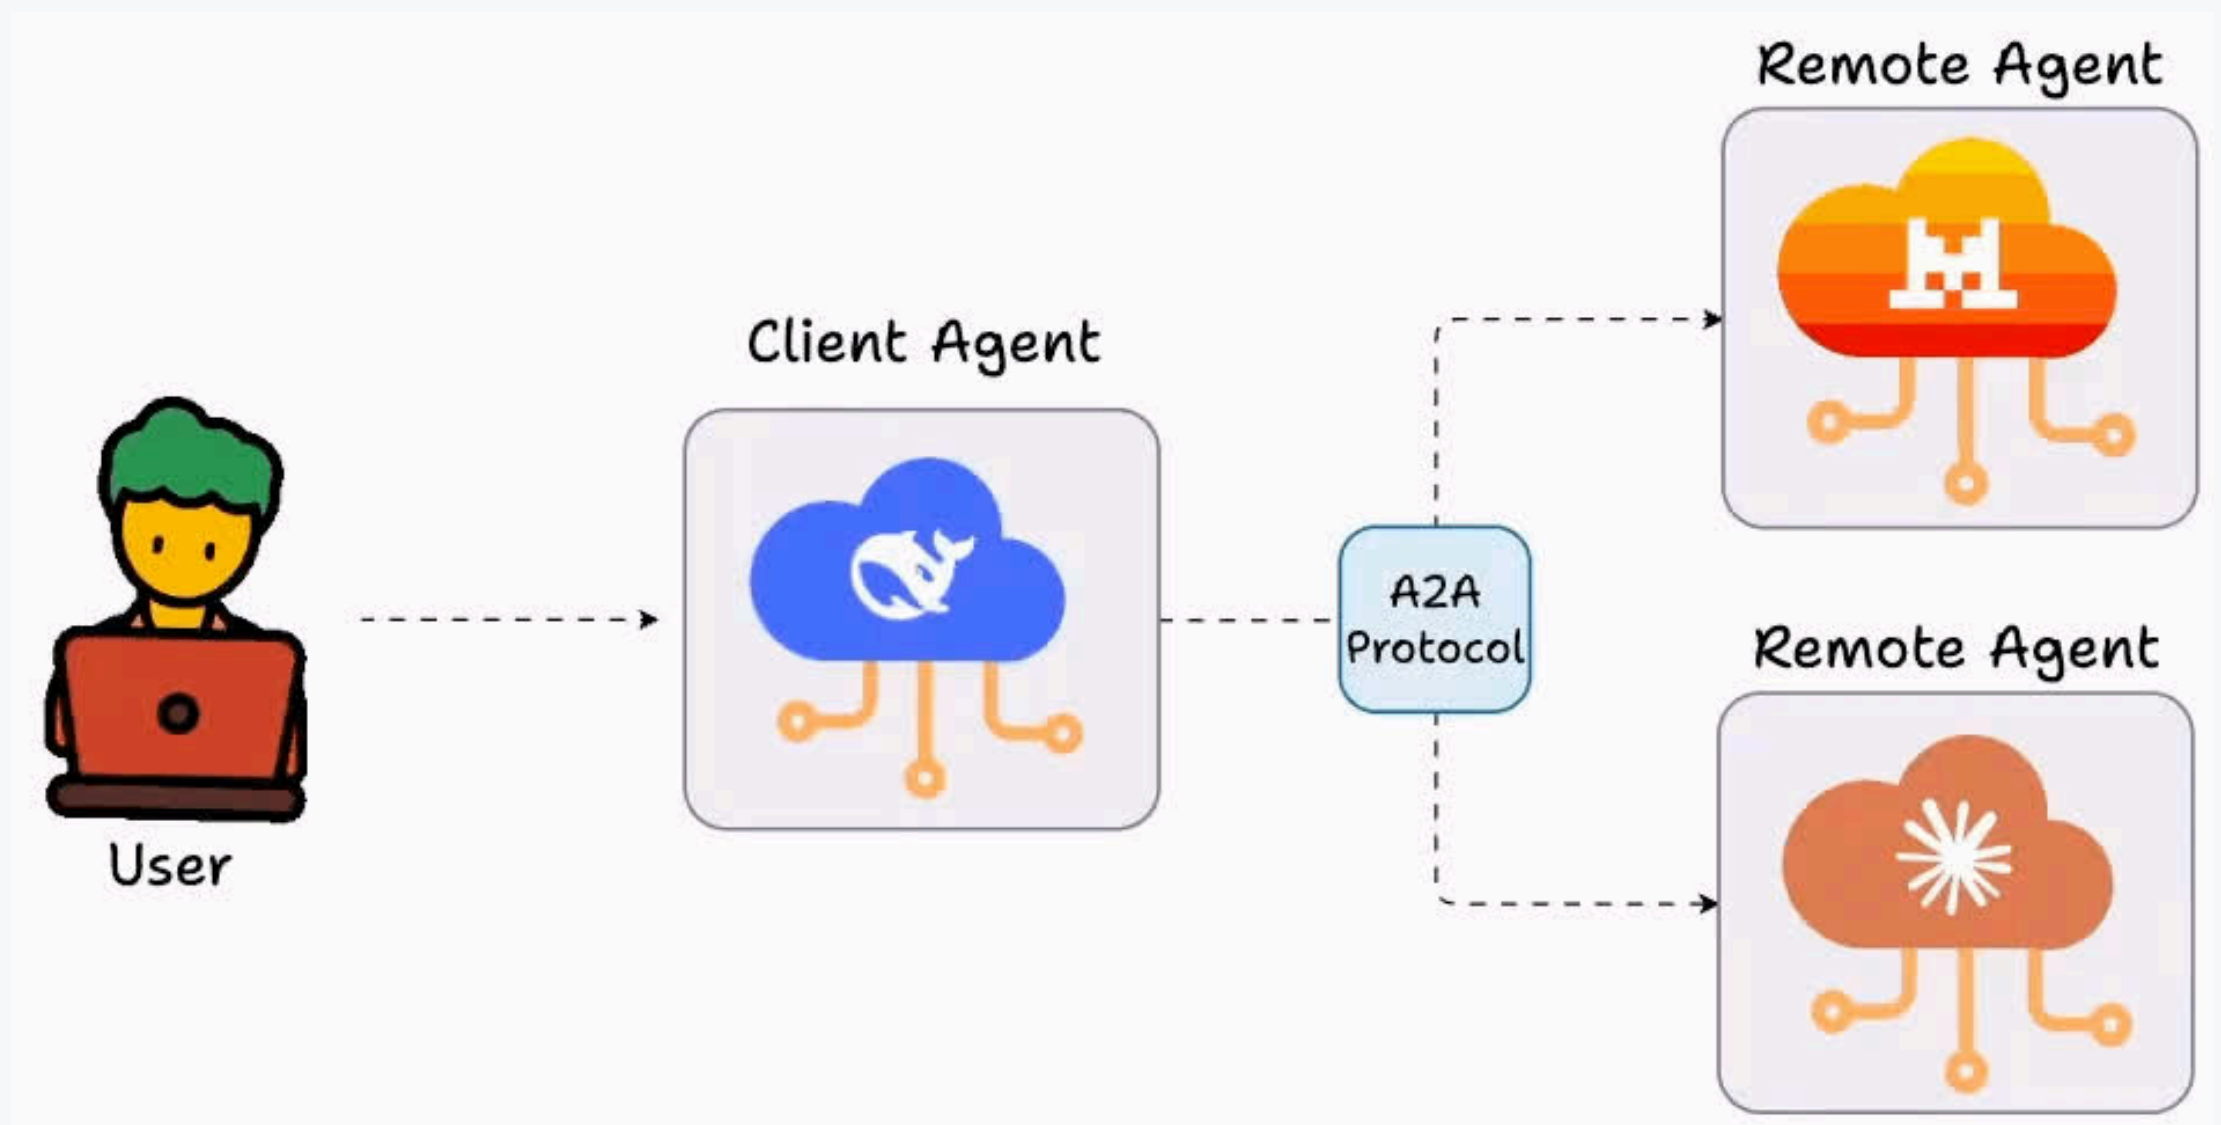 Remote Agent
Client Agent
A2A
Protocol
Remote Agent
User